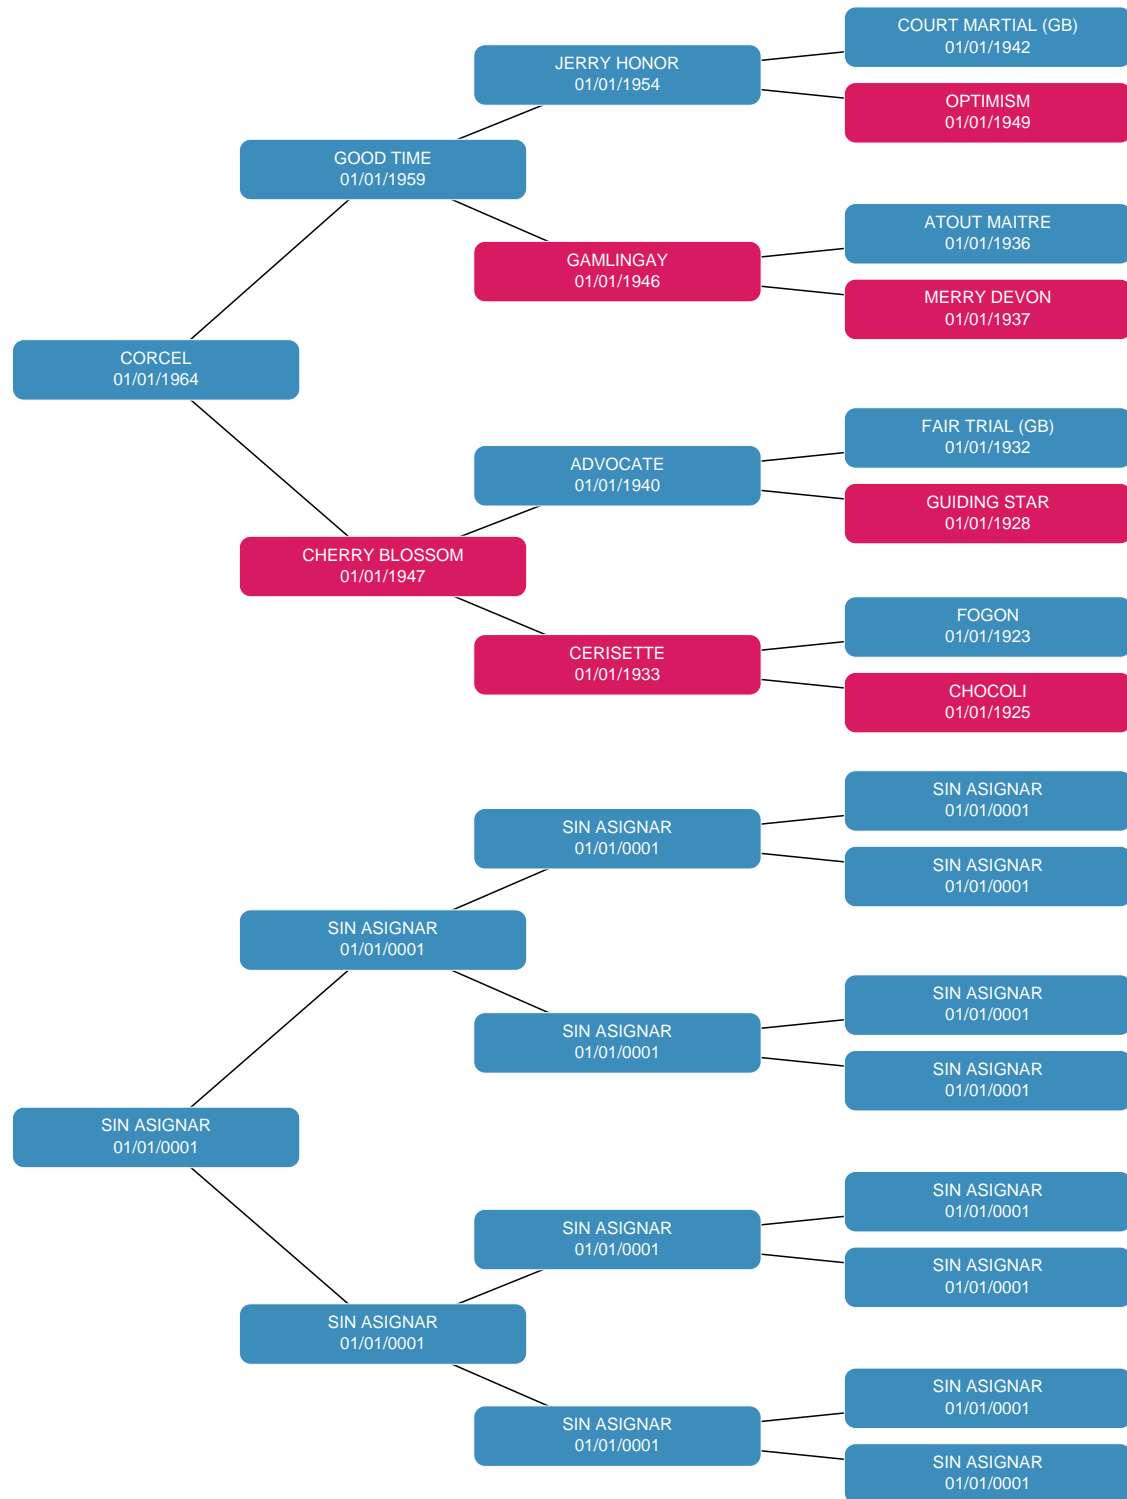 COURT MARTIAL (GB)
01/01/1942
JERRY HONOR
01/01/1954
OPTIMISM
01/01/1949
GOOD TIME
01/01/1959
ATOUT MAITRE
01/01/1936
GAMLINGAY
01/01/1946
MERRY DEVON
01/01/1937
CORCEL
01/01/1964
FAIR TRIAL (GB)
01/01/1932
ADVOCATE
01/01/1940
GUIDING STAR
01/01/1928
CHERRY BLOSSOM
01/01/1947
FOGON
01/01/1923
CERISETTE
01/01/1933
CHOCOLI
01/01/1925
SIN ASIGNAR
01/01/0001
SIN ASIGNAR
01/01/0001
SIN ASIGNAR
01/01/0001
SIN ASIGNAR
01/01/0001
SIN ASIGNAR
01/01/0001
SIN ASIGNAR
01/01/0001
SIN ASIGNAR
01/01/0001
SIN ASIGNAR
01/01/0001
SIN ASIGNAR
01/01/0001
SIN ASIGNAR
01/01/0001
SIN ASIGNAR
01/01/0001
SIN ASIGNAR
01/01/0001
SIN ASIGNAR
01/01/0001
SIN ASIGNAR
01/01/0001
SIN ASIGNAR
01/01/0001